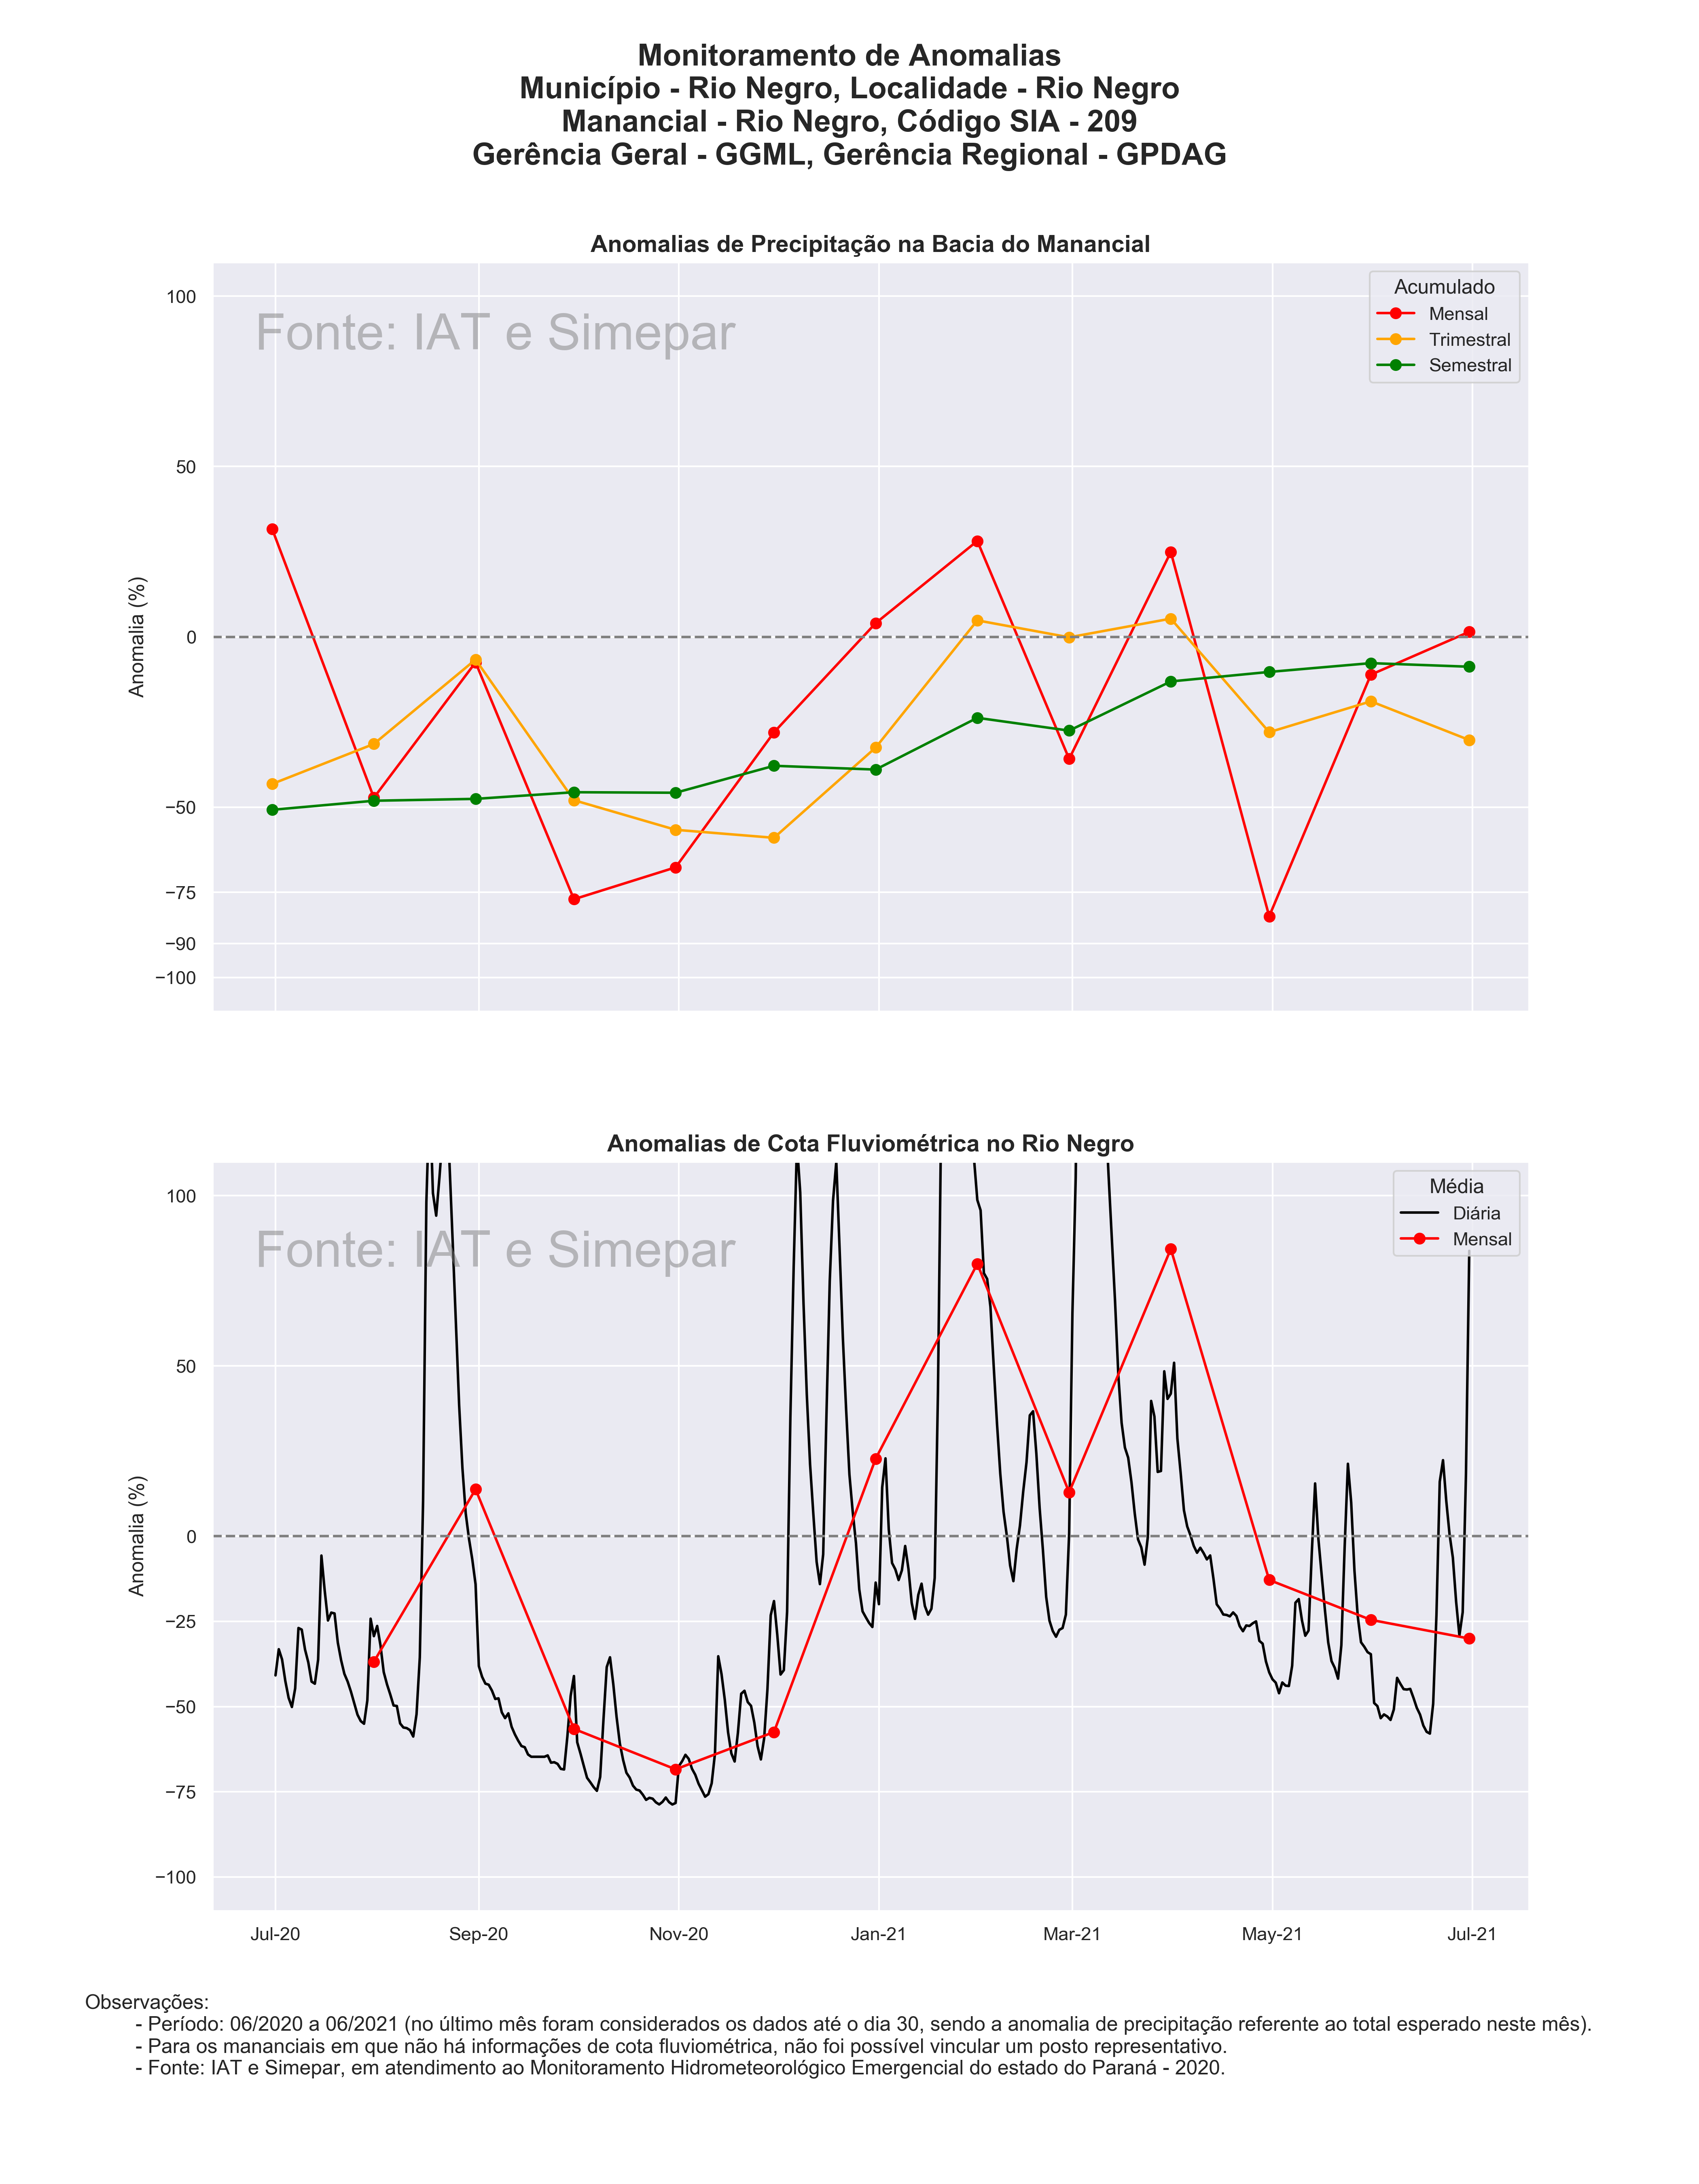 Monitoramento de Anomalias
Município - Rio Negro, Localidade - Rio Negro
Manancial - Rio Negro, Código SIA - 209
Gerência Geral - GGML, Gerência Regional - GPDAG
Anomalias de Precipitação na Bacia do Manancial
Fonte: IAT e Simepar
Acumulado
Mensal
Trimestral
Semestral
Anomalia (%)
100
50
0
−50
−75
−90
−100
Anomalias de Cota Fluviométrica no Rio Negro
Fonte: IAT e Simepar
Média
Diária
Mensal
Anomalia (%)
100
50
0
−25
−50
−75
−100
Jul-20 Sep-20 Nov-20 Jan-21 Mar-21 May-21 Jul-21
Observações:
- Período: 06/2020 a 06/2021 (no último mês foram considerados os dados até o dia 30, sendo a anomalia de precipitação referente ao total esperado neste mês).
- Para os mananciais em que não há informações de cota fluviométrica, não foi possível vincular um posto representativo.
- Fonte: IAT e Simepar, em atendimento ao Monitoramento Hidrometeorológico Emergencial do estado do Paraná - 2020.